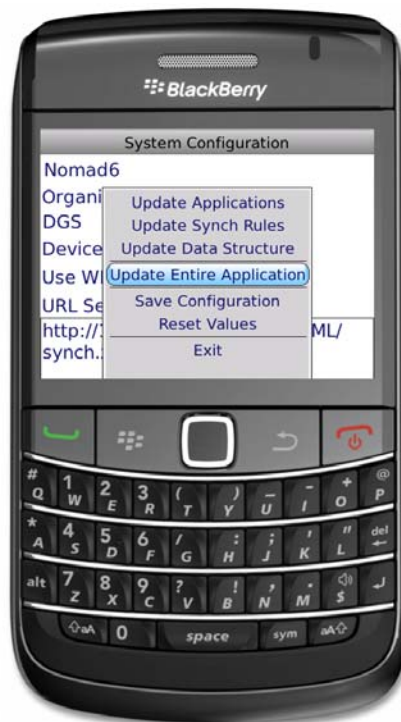 BlackBerry
System Configuration
Nomad6
Organi
DGS
Device
Use W
URL Se
http:// ML/
synch.
Update Applications
Update Synch Rules
Update Data Structure
Update Entire Application
Save Configuration
Reset Values
Exit
# 1 2 3 ( ) _ - + @
Q W E R T Y U I O P
* 4 5 6 / : ; ' " del
A S D F G H J K L
alt 7 8 9 ? ! , . $
Z X C V B N M
aA 0 space sym aA